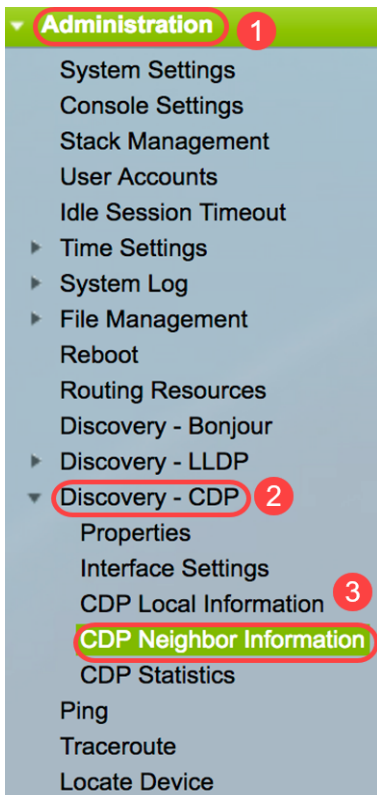 Administration 1
System Settings
Console Settings
Stack Management
User Accounts
Idle Session Timeout
Time Settings
System Log
File Management
Reboot
Routing Resources
Discovery - Bonjour
Discovery - LLDP
Discovery - CDP 2
Properties
Interface Settings
CDP Local Information 3
CDP Neighbor Information
CDP Statistics
Ping
Traceroute
Locate Device